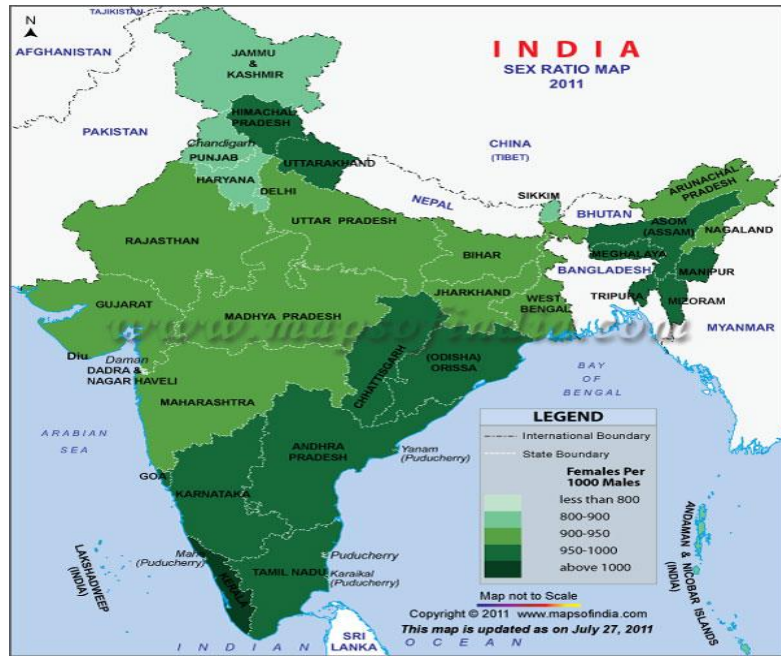 N
TAJIKISTAN
AFGHANISTAN
JAMMU
&
KASHMIR
I N D I A
SEX RATIO MAP
2011
HIMACHAL
PRADESH
PAKISTAN
Chandigarh
PUNJAB
UTTARAKHAND
CHINA
(TIBET)
HARYANA
DELHI
NEPAL
SIKKIM
BHUTAN
ARUNACHAL
PRADESH
RAJASTHAN
UTTAR PRADESH
ASOM
(ASSAM)
NAGALAND
BIHAR
MEGHALAYA
BANGLADESH
MANIPUR
GUJARAT
MADHYA PRADESH
JHARKHAND
WEST
BENGAL
TRIPURA
MIZORAM
www.mapsofindia.com
MYANMAR
Diu
Daman
DADRA &
NAGAR HAVELI
CHHATTISGARH
(ODISHA)
ORISSA
BAY
OF
BENGAL
MAHARASHTRA
ARABIAN
SEA
ANDHRA
PRADESH
Yanam
(Puducherry)
GOA
KARNATAKA
LEGEND
International Boundary
State Boundary
Females Per
1000 Males
less than 800
800-900
900-950
950-1000
above 1000
Mahe
(Puducherry)
Puducherry
LAKSHADWEEP
(INDIA)
KERALA
TAMIL NADU
Karaikal
(Puducherry)
ANDAMAN & NICOBAR ISLANDS
(INDIA)
Map not to Scale
Copyright © 2011 www.mapsofindia.com
This map is updated as on July 27, 2011
SRI
LANKA
I N D I A N O C E A N